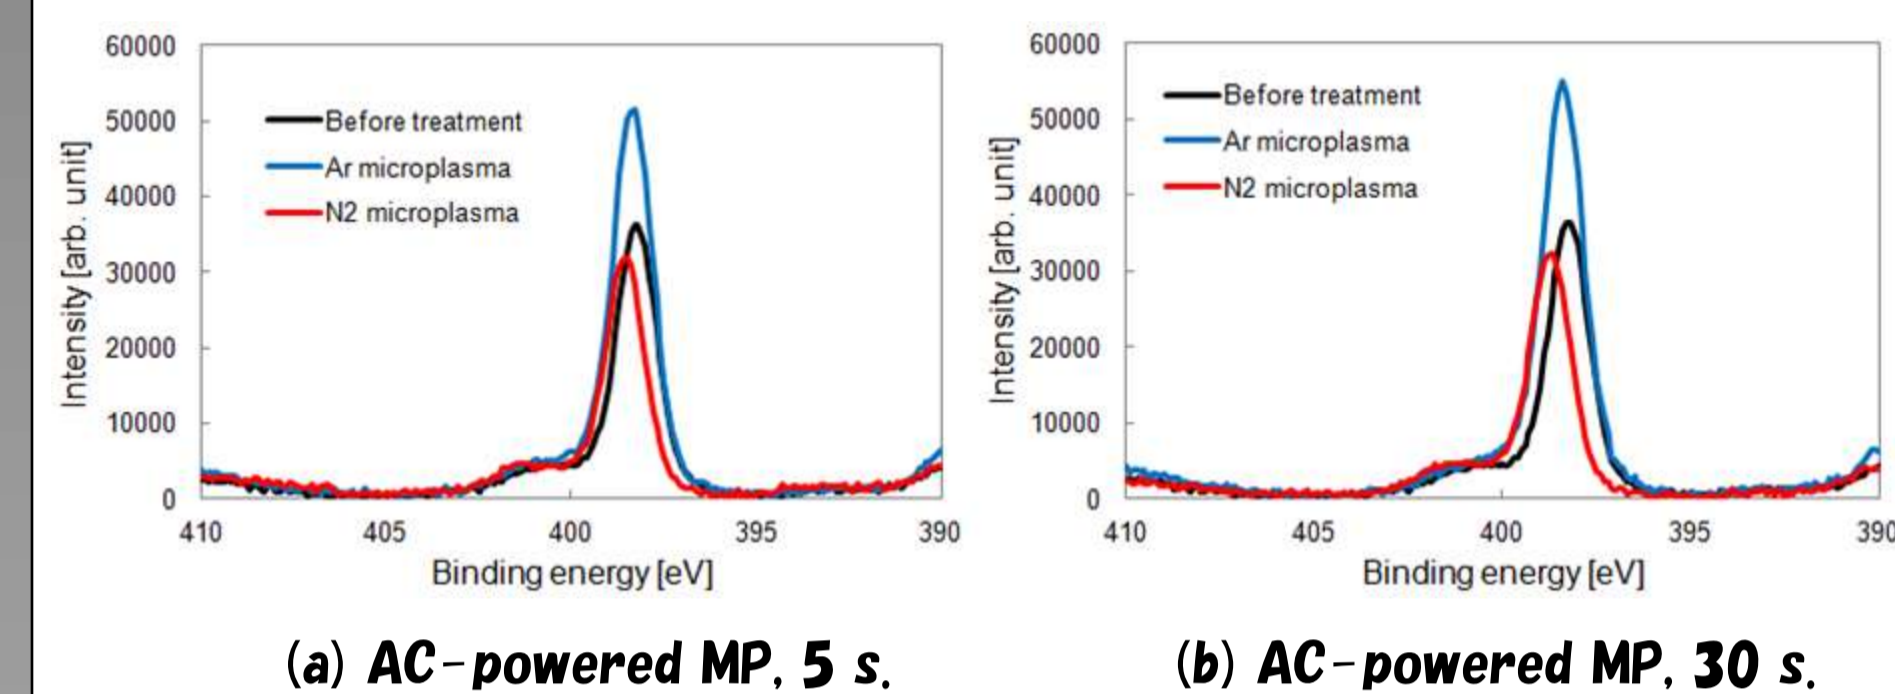 60000
50000
40000
30000
20000
10000
0
Intensity [arb. unit]
Before treatment
Ar microplasma
N2 microplasma
410 405 400 395 390
Binding energy [eV]
(a) AC-powered MP, 5 s.
60000
50000
40000
30000
20000
10000
0
Intensity [arb. unit]
Before treatment
Ar microplasma
N2 microplasma
410 405 400 395 390
Binding energy [eV]
(b) AC-powered MP, 30 s.